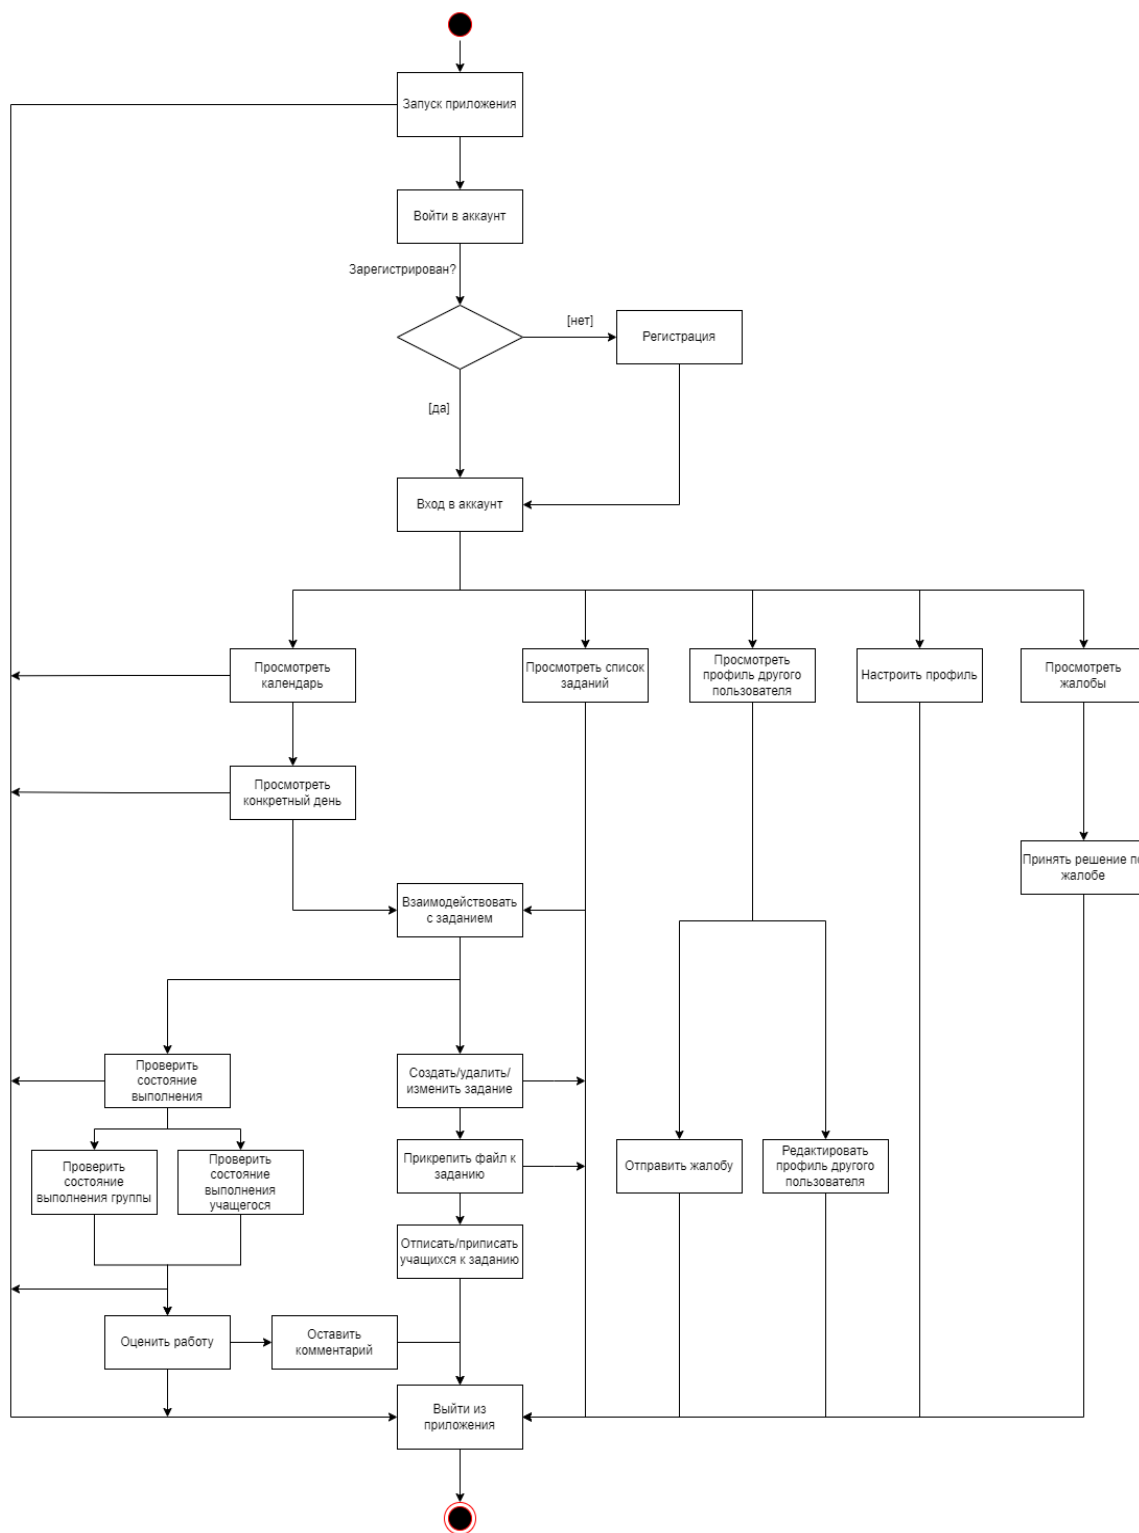 Запуск приложения
Войти в аккаунт
Зарегистрирован?
[нет]
Регистрация
[да]
Вход в аккаунт
Просмотреть
календарь
Просмотреть список
заданий
Просмотреть
профиль другого
пользователя
Настроить профиль
Просмотреть
жалобы
Просмотреть
конкретный день
Принять решение по
жалобе
Взаимодействовать
с заданием
Проверить
состояние
выполнения
Создать/удалить/
изменить задание
Проверить
состояние
выполнения группы
Проверить
состояние
выполнения
учащегося
Прикрепить файл к
заданию
Отправить жалобу
Редактировать
профиль другого
пользователя
Отписать/приписать
учащихся к заданию
Оценить работу
Оставить
комментарий
Выйти из
приложения